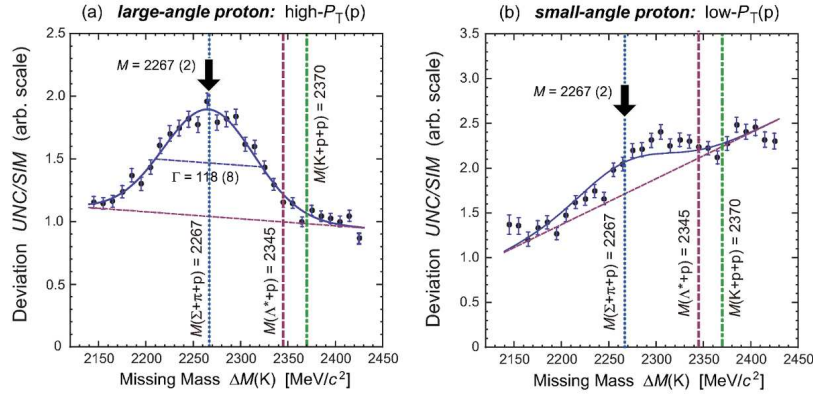 (a) large-angle proton: high-P_T(p)
Deviation UNC/SIM (arb. scale)
2.0
1.5
1.0
0.5
0
M = 2267 (2)
Γ = 118 (8)
M(Σ+π+p) = 2267
M(Λ*+p) = 2345
M(K+p+p) = 2370
2150 2200 2250 2300 2350 2400 2450
Missing Mass ΔM(K) [MeV/c²]
(b) small-angle proton: low-P_T(p)
Deviation UNC/SIM (arb. scale)
3.5
3.0
2.5
2.0
1.5
1.0
0.5
0.0
M = 2267 (2)
M(Σ+π+p) = 2267
M(Λ*+p) = 2345
M(K+p+p) = 2370
2150 2200 2250 2300 2350 2400 2450
Missing Mass ΔM(K) [MeV/c²]